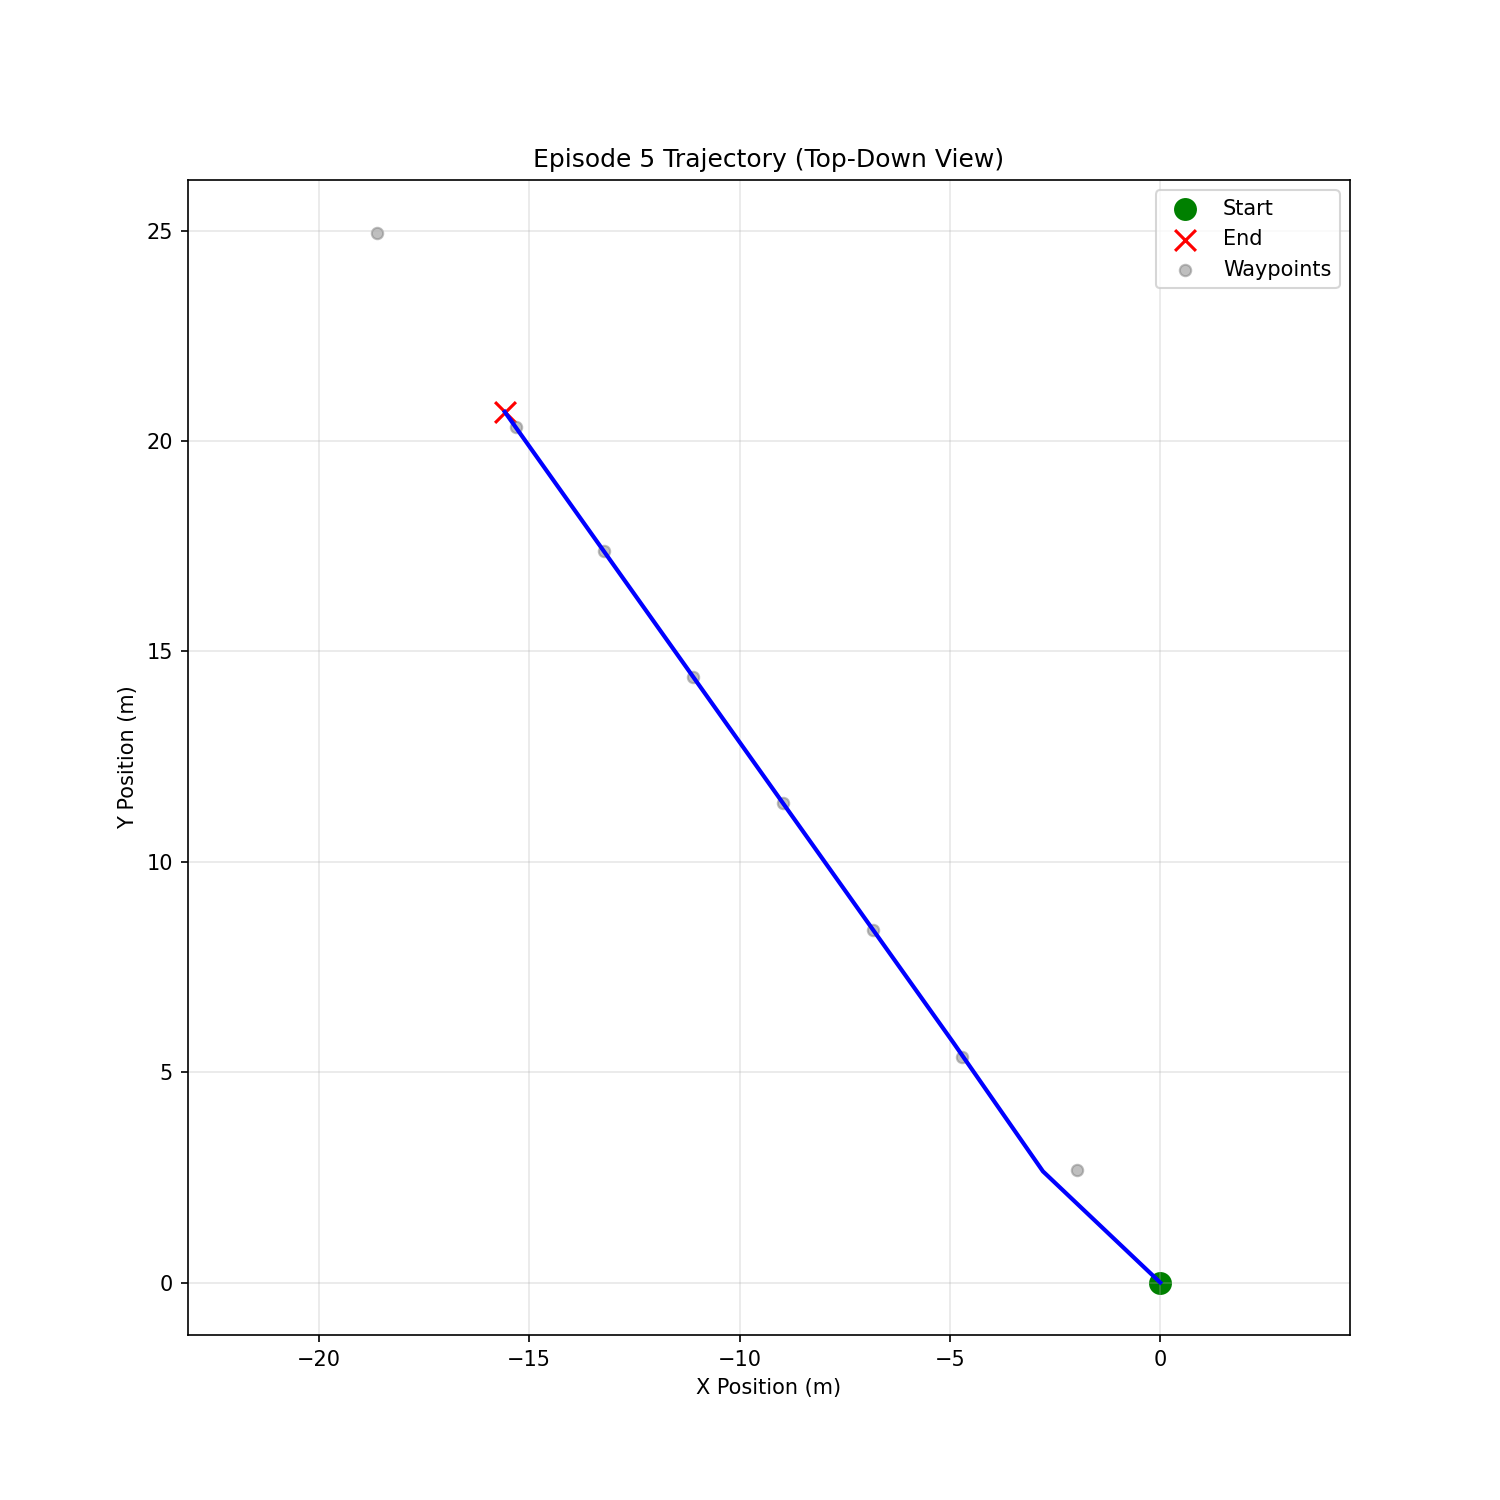 Episode 5 Trajectory (Top-Down View)
Start
End
Waypoints
25
20
15
10
5
0
Y Position (m)
−20
−15
−10
−5
0
X Position (m)